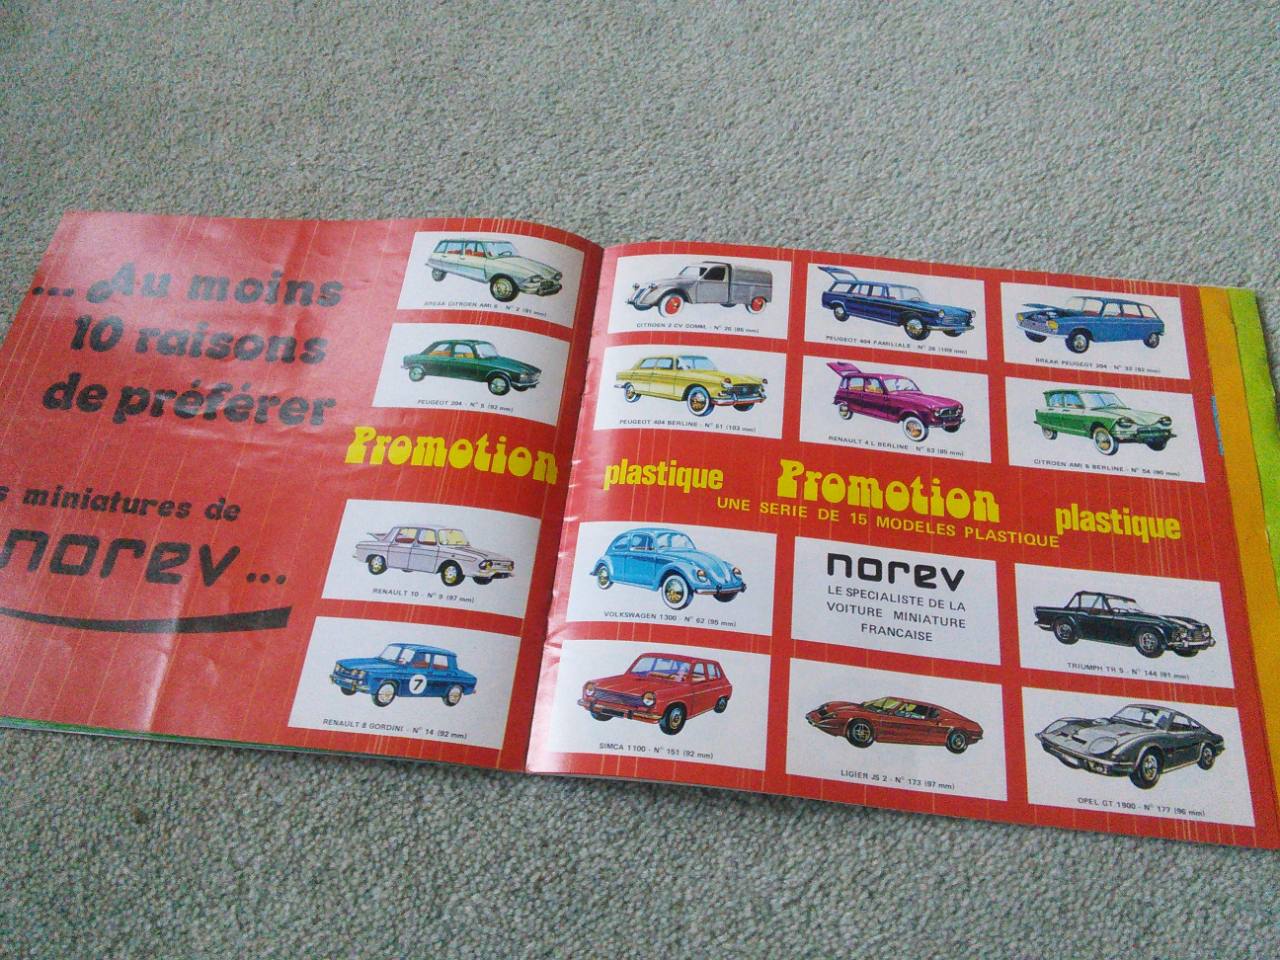 ... Au moins
10 raisons
de préférer
miniatures de
norev ...
BREAK CITROEN AMI 6 - N° 2 (91 mm)
PEUGEOT 204 - N° 5 (92 mm)
Promotion
RENAULT 10 - N° 9 (97 mm)
7
RENAULT 8 GORDINI - N° 14 (92 mm)
CITROEN 2 CV COMM. - N° 26 (86 mm)
PEUGEOT 404 FAMILIALE - N° 28 (109 mm)
BREAK PEUGEOT 204 - N° 33 (92 mm)
PEUGEOT 404 BERLINE - N° 51 (103 mm)
RENAULT 4 L BERLINE - N° 53 (85 mm)
CITROEN AMI 6 BERLINE - N° 54 (90 mm)
plastique Promotion plastique
UNE SERIE DE 15 MODELES PLASTIQUE
VOLKSWAGEN 1300 - N° 62 (95 mm)
norev
LE SPECIALISTE DE LA
VOITURE MINIATURE
FRANCAISE
TRIUMPH TR 5 - N° 144 (91 mm)
SIMCA 1100 - N° 151 (92 mm)
LIGIER JS 2 - N° 173 (97 mm)
OPEL GT 1900 - N° 177 (96 mm)